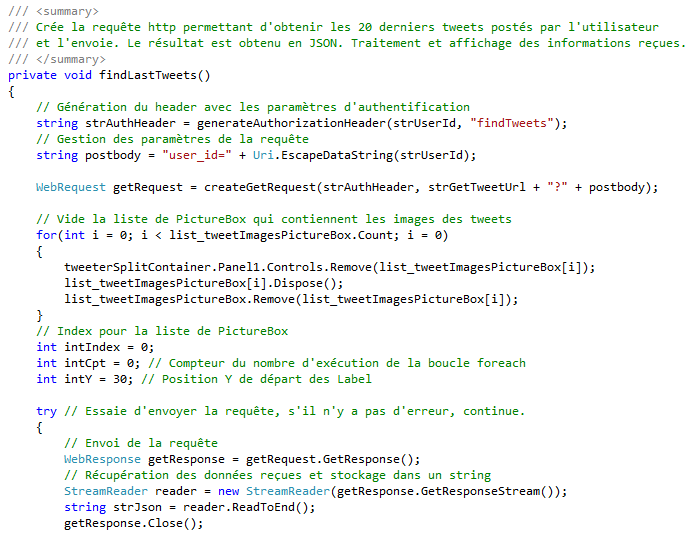 /// <summary>
/// Crée la requête http permettant d'obtenir les 20 derniers tweets postés par l'utilisateur
/// et l'envoie. Le résultat est obtenu en JSON. Traitement et affichage des informations reçues.
/// </summary>
private void findLastTweets()
{
// Génération du header avec les paramètres d'authentification
string strAuthHeader = generateAuthorizationHeader(strUserId, "findTweets");
// Gestion des paramètres de la requête
string postbody = "user_id=" + Uri.EscapeDataString(strUserId);
WebRequest getRequest = createGetRequest(strAuthHeader, strGetTweetUrl + "?" + postbody);
// Vide la liste de PictureBox qui contiennent les images des tweets
for(int i = 0; i < list_tweetImagesPictureBox.Count; i = 0)
{
tweeterSplitContainer.Panel1.Controls.Remove(list_tweetImagesPictureBox[i]);
list_tweetImagesPictureBox[i].Dispose();
list_tweetImagesPictureBox.Remove(list_tweetImagesPictureBox[i]);
}
// Index pour la liste de PictureBox
int intIndex = 0;
int intCpt = 0; // Compteur du nombre d'exécution de la boucle foreach
int intY = 30; // Position Y de départ des Label
try // Essaie d'envoyer la requête, s'il n'y a pas d'erreur, continue.
{
// Envoi de la requête
WebResponse getResponse = getRequest.GetResponse();
// Récupération des données reçues et stockage dans un string
StreamReader reader = new StreamReader(getResponse.GetResponseStream());
string strJson = reader.ReadToEnd();
getResponse.Close();